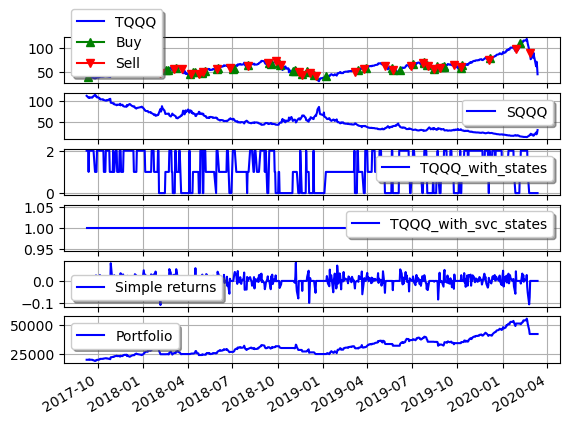 TQQQ
Buy
Sell
100
50
SQQQ
100
50
TQQQ_with_states
2
0
TQQQ_with_svc_states
1.05
1.00
0.95
Simple returns
0.0
−0.1
Portfolio
50000
25000
2017-10 2018-01 2018-04 2018-07 2018-10 2019-01 2019-04 2019-07 2019-10 2020-01 2020-04